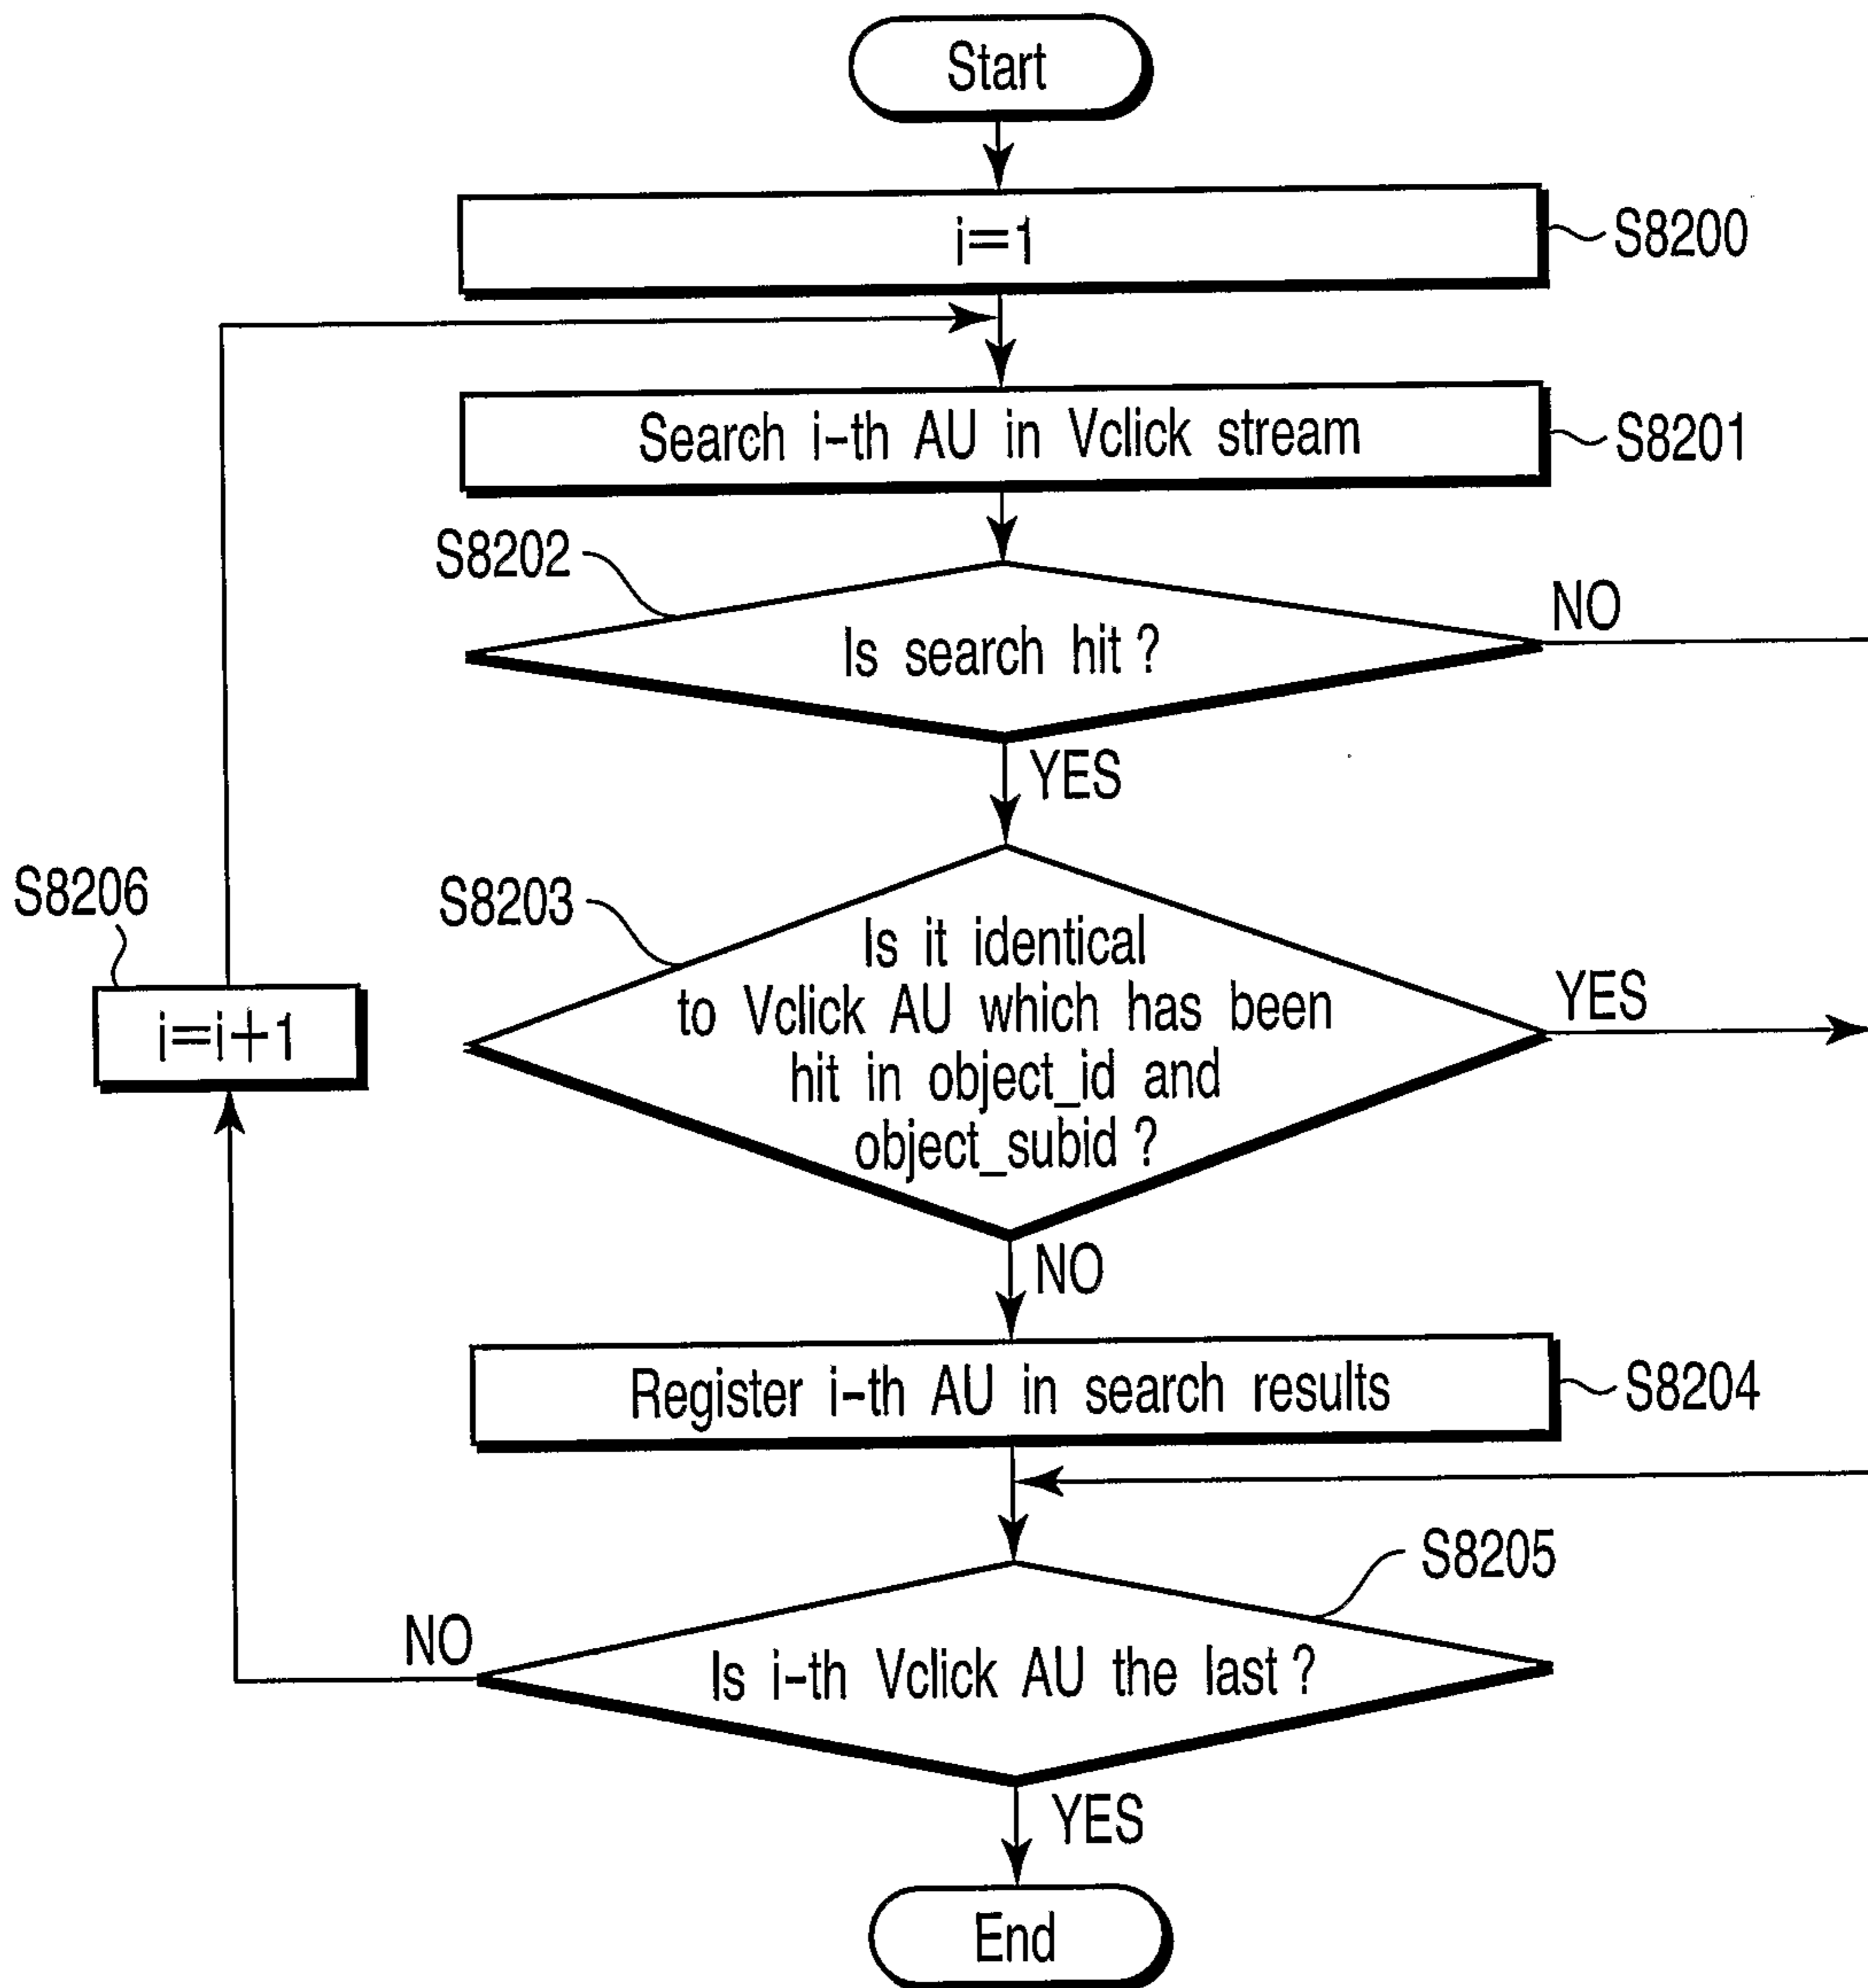 Start
i=1
S8200
Search i-th AU in Vclick stream
S8201
S8202
Is search hit ?
NO
YES
S8206
i=i+1
S8203
Is it identical
to Vclick AU which has been
hit in object_id and
object_subid ?
YES
NO
Register i-th AU in search results
S8204
S8205
Is i-th Vclick AU the last ?
NO
YES
End